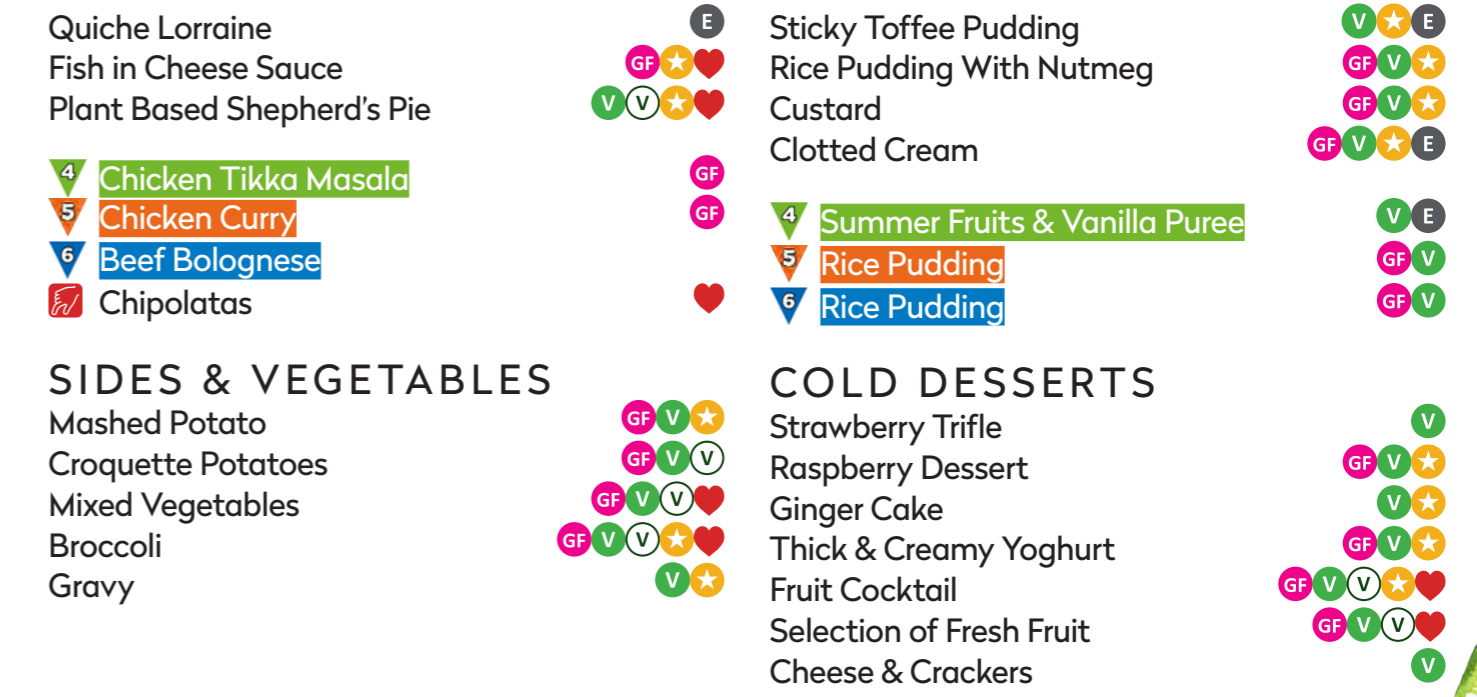 Quiche Lorraine E
Fish in Cheese Sauce GF
Plant Based Shepherd's Pie V V
4 Chicken Tikka Masala GF
5 Chicken Curry GF
6 Beef Bolognese
Chipolatas
SIDES & VEGETABLES
Mashed Potato GF V
Croquette Potatoes GF V V
Mixed Vegetables GF V V
Broccoli GF V V
Gravy V
Sticky Toffee Pudding V E
Rice Pudding With Nutmeg GF V
Custard GF V
Clotted Cream GF V E
4 Summer Fruits & Vanilla Puree V E
5 Rice Pudding GF V
6 Rice Pudding GF V
COLD DESSERTS
Strawberry Trifle V
Raspberry Dessert GF V
Ginger Cake V
Thick & Creamy Yoghurt GF V
Fruit Cocktail GF V V
Selection of Fresh Fruit GF V V
Cheese & Crackers V